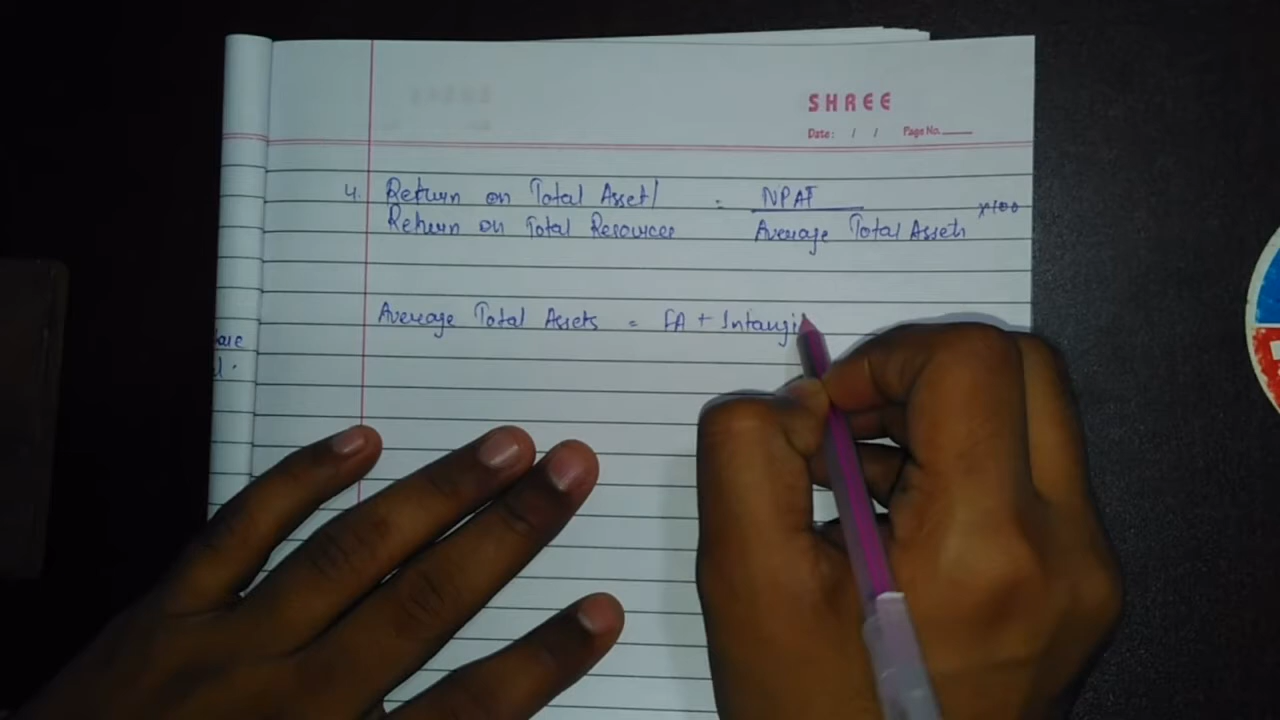 SHREE
Date: / / Page No.
4. Return on Total Asset/ = NPAT x100
Return on Total Resources Average Total Assets
Average Total Assets = FA + Intangi